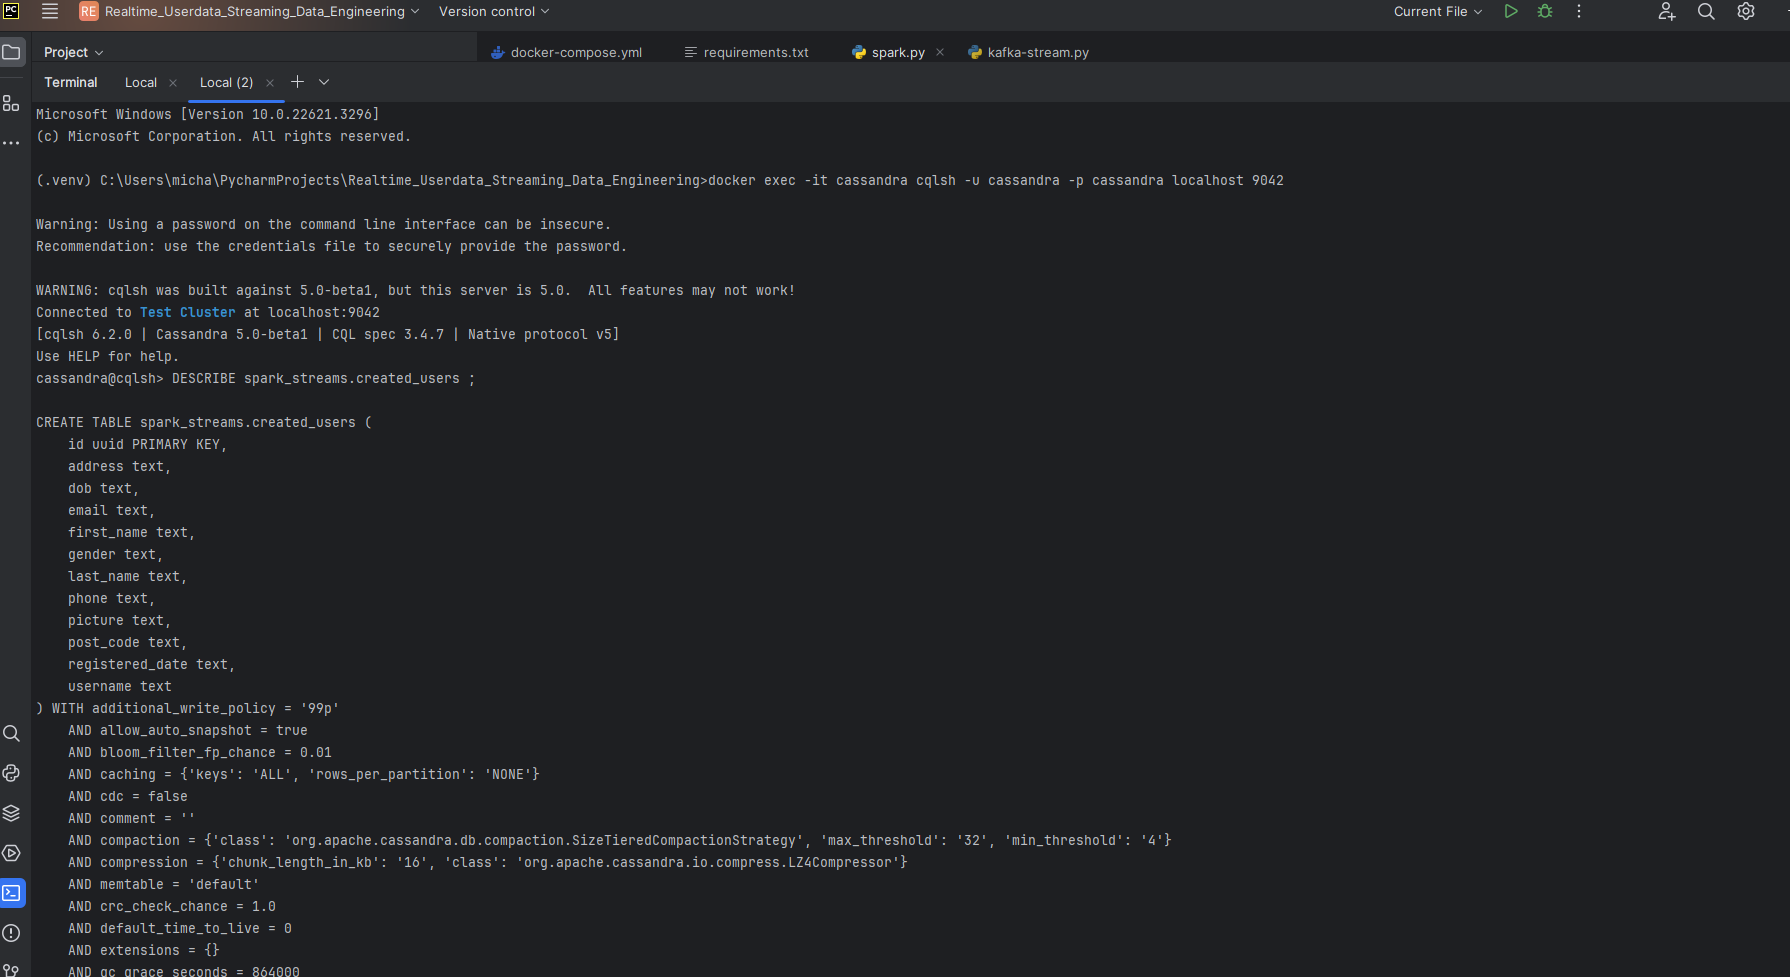 PC RE Realtime_Userdata_Streaming_Data_Engineering Version control Current File
Project docker-compose.yml requirements.txt spark.py kafka-stream.py
Terminal Local Local (2)
Microsoft Windows [Version 10.0.22621.3296]
(c) Microsoft Corporation. All rights reserved.
(.venv) C:\Users\micha\PycharmProjects\Realtime_Userdata_Streaming_Data_Engineering>docker exec -it cassandra cqlsh -u cassandra -p cassandra localhost 9042
Warning: Using a password on the command line interface can be insecure.
Recommendation: use the credentials file to securely provide the password.
WARNING: cqlsh was built against 5.0-beta1, but this server is 5.0.  All features may not work!
Connected to Test Cluster at localhost:9042
[cqlsh 6.2.0 | Cassandra 5.0-beta1 | CQL spec 3.4.7 | Native protocol v5]
Use HELP for help.
cassandra@cqlsh> DESCRIBE spark_streams.created_users ;
CREATE TABLE spark_streams.created_users (
    id uuid PRIMARY KEY,
    address text,
    dob text,
    email text,
    first_name text,
    gender text,
    last_name text,
    phone text,
    picture text,
    post_code text,
    registered_date text,
    username text
) WITH additional_write_policy = '99p'
    AND allow_auto_snapshot = true
    AND bloom_filter_fp_chance = 0.01
    AND caching = {'keys': 'ALL', 'rows_per_partition': 'NONE'}
    AND cdc = false
    AND comment = ''
    AND compaction = {'class': 'org.apache.cassandra.db.compaction.SizeTieredCompactionStrategy', 'max_threshold': '32', 'min_threshold': '4'}
    AND compression = {'chunk_length_in_kb': '16', 'class': 'org.apache.cassandra.io.compress.LZ4Compressor'}
    AND memtable = 'default'
    AND crc_check_chance = 1.0
    AND default_time_to_live = 0
    AND extensions = {}
    AND gc_grace_seconds = 864000